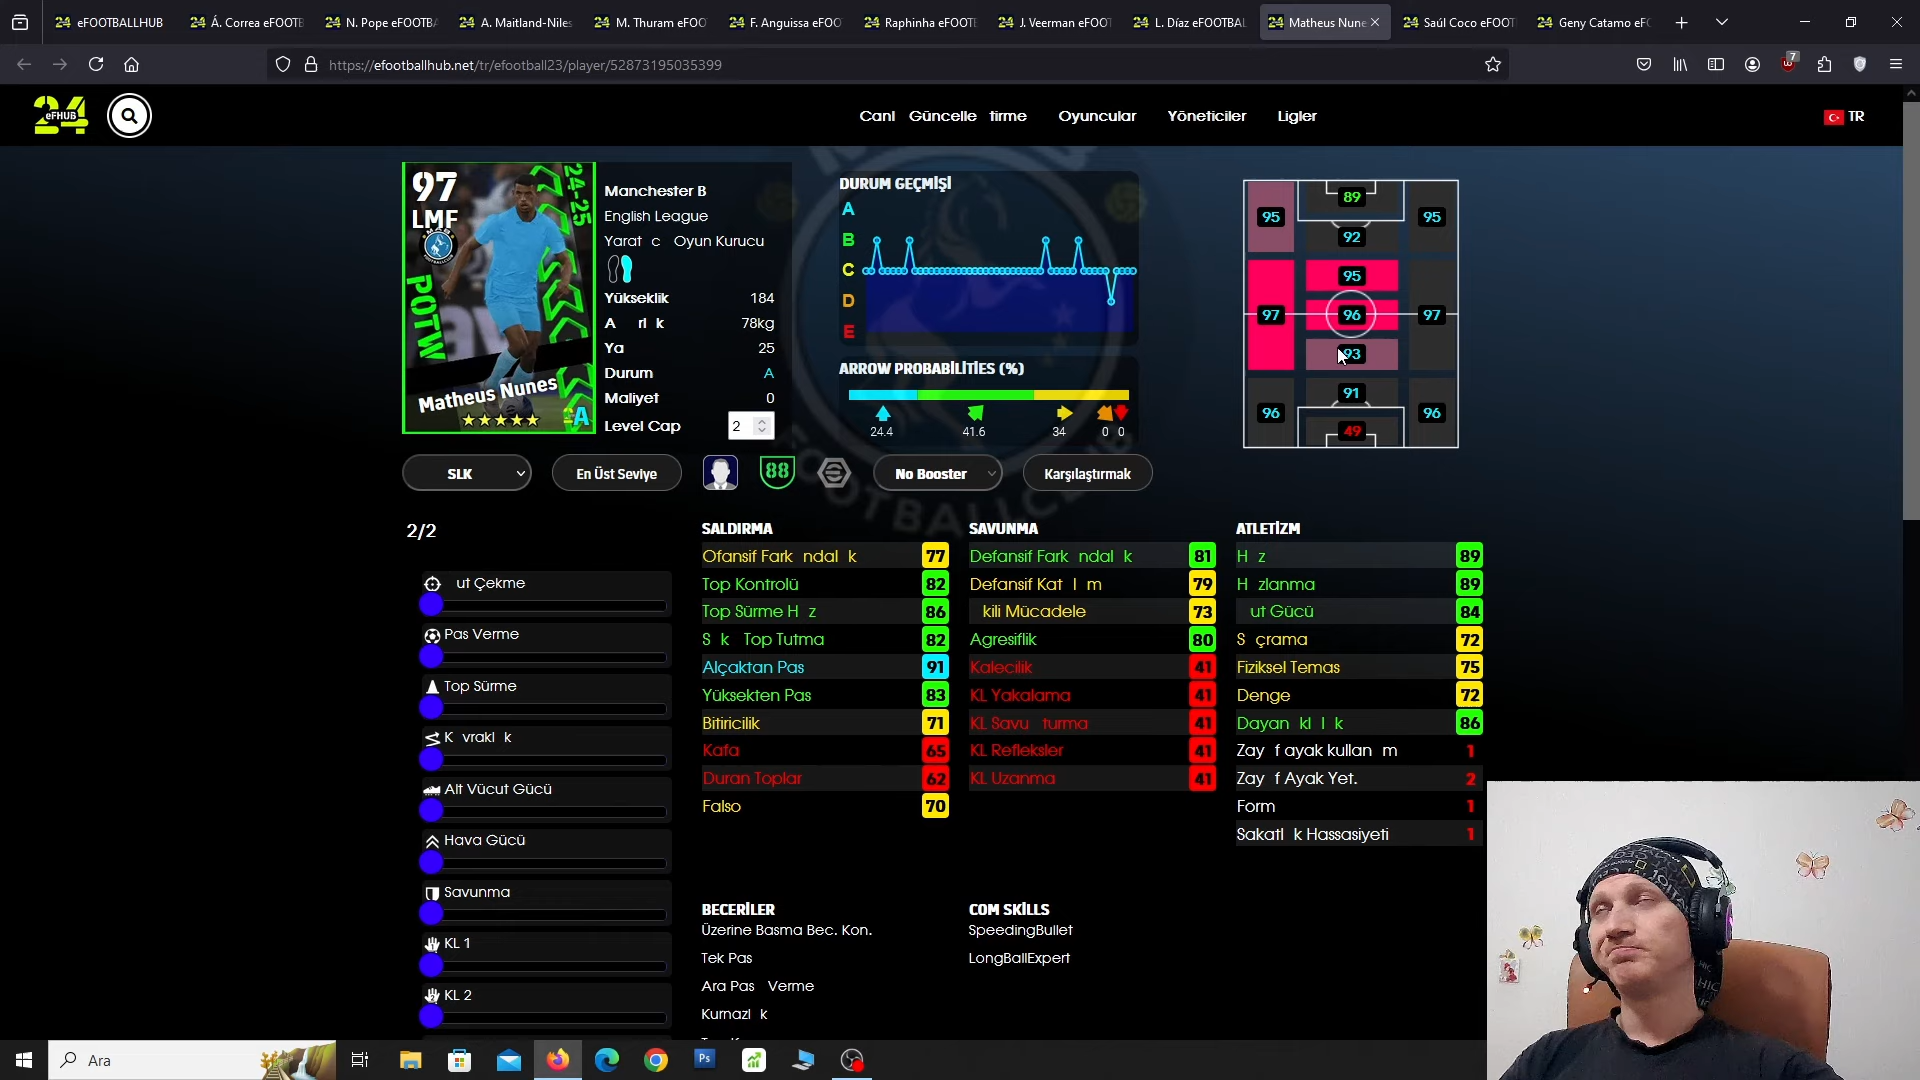 eFOOTBALLHUB
Á. Correa eFOOTB
N. Pope eFOOTBA
A. Maitland-Niles
M. Thuram eFOO
F. Anguissa eFOO
Raphinha eFOOTB
J. Veerman eFOOT
L. Díaz eFOOTBAL
Matheus Nune
Saúl Coco eFOOT
Geny Catamo eFO
https://efootballhub.net/tr/efootball23/player/52873195035399
7
24
eFHUB
Canl Güncelle tirme
Oyuncular
Yöneticiler
Ligler
TR
97
LMF
24-25
POTW
Matheus Nunes
★★★★★
A
Manchester B
English League
Yarat c Oyun Kurucu
Yükseklik 184
A rl k 78kg
Ya 25
Durum A
Maliyet 0
Level Cap 2
DURUM GEÇMİŞİ
A
B
C
D
E
ARROW PROBABILITIES (%)
24.4 41.6 34 0 0
89
95 92 95
95
97 96 97
93
91
96 96
49
SLK
En Üst Seviye
88
No Booster
Karşılaştırmak
2/2
ut Çekme
Pas Verme
Top Sürme
K vrakl k
Alt Vücut Gücü
Hava Gücü
Savunma
KL 1
KL 2
SALDIRMA
Ofansif Fark ndal k 77
Top Kontrolü 82
Top Sürme H z 86
S k Top Tutma 82
Alçaktan Pas 91
Yüksekten Pas 83
Bitiricilik 71
Kafa 65
Duran Toplar 62
Falso 70
SAVUNMA
Defansif Fark ndal k 81
Defansif Kat l m 79
kili Mücadele 73
Agresiflik 80
Kalecilik 41
KL Yakalama 41
KL Savu turma 41
KL Refleksler 41
KL Uzanma 41
ATLETİZM
H z 89
H zlanma 89
ut Gücü 84
S çrama 72
Fiziksel Temas 75
Denge 72
Dayan kl l k 86
Zay f ayak kullan m 1
Zay f Ayak Yet. 2
Form 1
Sakatl k Hassasiyeti 1
BECERİLER
Üzerine Basma Bec. Kon.
Tek Pas
Ara Pas Verme
Kurnazl k
COM SKILLS
SpeedingBullet
LongBallExpert
Ara
Ps